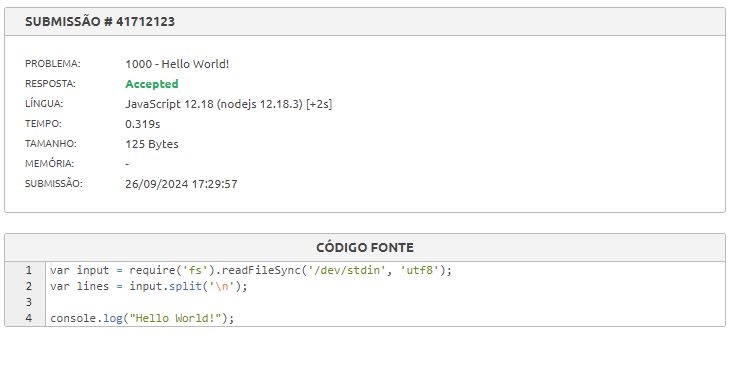 SUBMISSÃO # 41712123
PROBLEMA: 1000 - Hello World!
RESPOSTA: Accepted
LÍNGUA: JavaScript 12.18 (nodejs 12.18.3) [+2s]
TEMPO: 0.319s
TAMANHO: 125 Bytes
MEMÓRIA: -
SUBMISSÃO: 26/09/2024 17:29:57
CÓDIGO FONTE
1 var input = require('fs').readFileSync('/dev/stdin', 'utf8');
2 var lines = input.split('\n');
3
4 console.log("Hello World!");